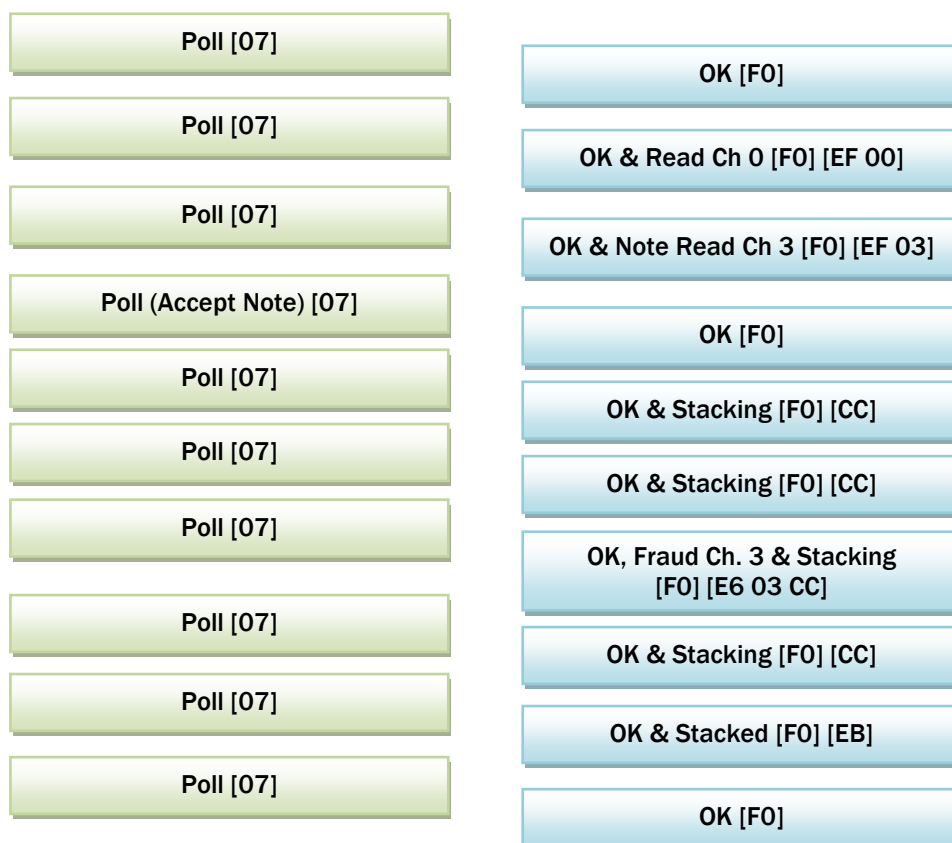 Poll [07]
OK [F0]
Poll [07]
OK & Read Ch 0 [F0] [EF 00]
Poll [07]
OK & Note Read Ch 3 [F0] [EF 03]
Poll (Accept Note) [07]
OK [F0]
Poll [07]
OK & Stacking [F0] [CC]
Poll [07]
OK & Stacking [F0] [CC]
Poll [07]
OK, Fraud Ch. 3 & Stacking
[F0] [E6 03 CC]
Poll [07]
OK & Stacking [F0] [CC]
Poll [07]
OK & Stacked [F0] [EB]
Poll [07]
OK [F0]